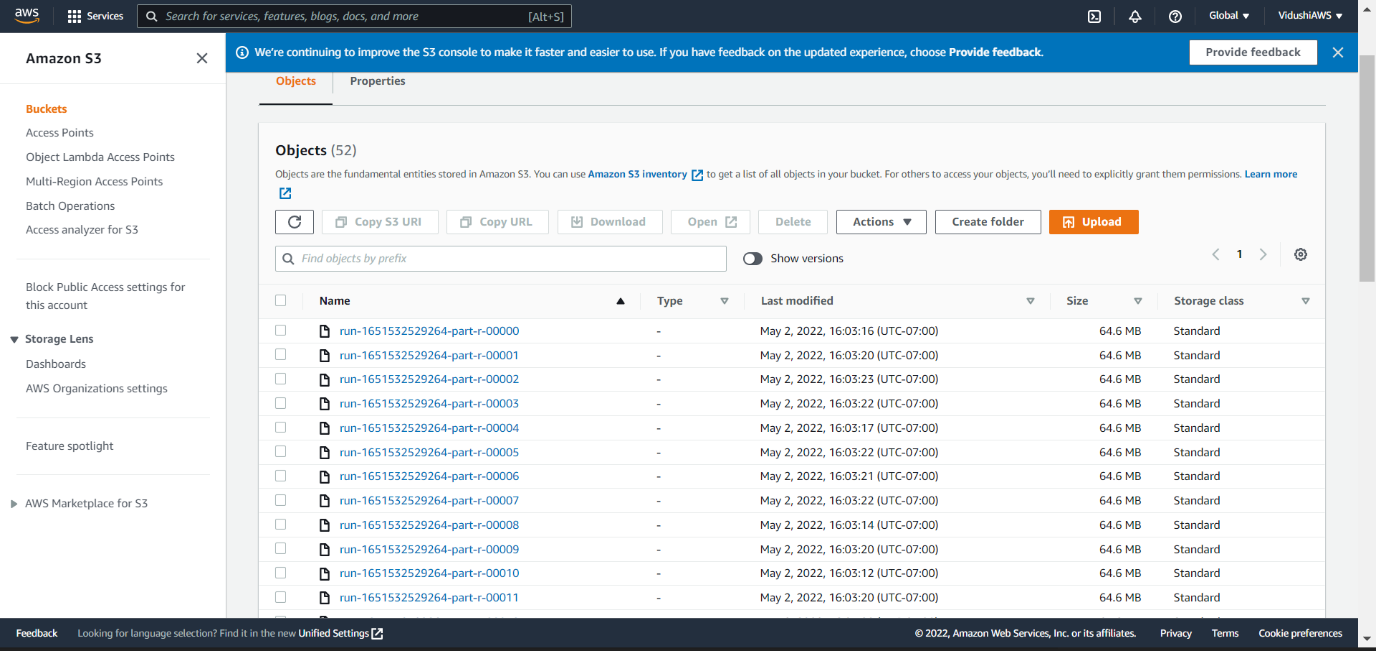 aws Services Search for services, features, blogs, docs, and more [Alt+S] Global ▼ VidushiAWS ▼
Amazon S3
We're continuing to improve the S3 console to make it faster and easier to use. If you have feedback on the updated experience, choose Provide feedback. Provide feedback
Buckets
Access Points
Object Lambda Access Points
Multi-Region Access Points
Batch Operations
Access analyzer for S3
Block Public Access settings for
this account
Storage Lens
Dashboards
AWS Organizations settings
Feature spotlight
AWS Marketplace for S3
Objects Properties
Objects (52)
Objects are the fundamental entities stored in Amazon S3. You can use Amazon S3 inventory to get a list of all objects in your bucket. For others to access your objects, you'll need to explicitly grant them permissions. Learn more
Copy S3 URI Copy URL Download Open Delete Actions ▼ Create folder Upload
Find objects by prefix Show versions 1
Name Type Last modified Size Storage class
run-1651532529264-part-r-00000 - May 2, 2022, 16:03:16 (UTC-07:00) 64.6 MB Standard
run-1651532529264-part-r-00001 - May 2, 2022, 16:03:20 (UTC-07:00) 64.6 MB Standard
run-1651532529264-part-r-00002 - May 2, 2022, 16:03:23 (UTC-07:00) 64.6 MB Standard
run-1651532529264-part-r-00003 - May 2, 2022, 16:03:22 (UTC-07:00) 64.6 MB Standard
run-1651532529264-part-r-00004 - May 2, 2022, 16:03:17 (UTC-07:00) 64.6 MB Standard
run-1651532529264-part-r-00005 - May 2, 2022, 16:03:22 (UTC-07:00) 64.6 MB Standard
run-1651532529264-part-r-00006 - May 2, 2022, 16:03:21 (UTC-07:00) 64.6 MB Standard
run-1651532529264-part-r-00007 - May 2, 2022, 16:03:22 (UTC-07:00) 64.6 MB Standard
run-1651532529264-part-r-00008 - May 2, 2022, 16:03:14 (UTC-07:00) 64.6 MB Standard
run-1651532529264-part-r-00009 - May 2, 2022, 16:03:20 (UTC-07:00) 64.6 MB Standard
run-1651532529264-part-r-00010 - May 2, 2022, 16:03:12 (UTC-07:00) 64.6 MB Standard
run-1651532529264-part-r-00011 - May 2, 2022, 16:03:20 (UTC-07:00) 64.6 MB Standard
Feedback Looking for language selection? Find it in the new Unified Settings © 2022, Amazon Web Services, Inc. or its affiliates. Privacy Terms Cookie preferences